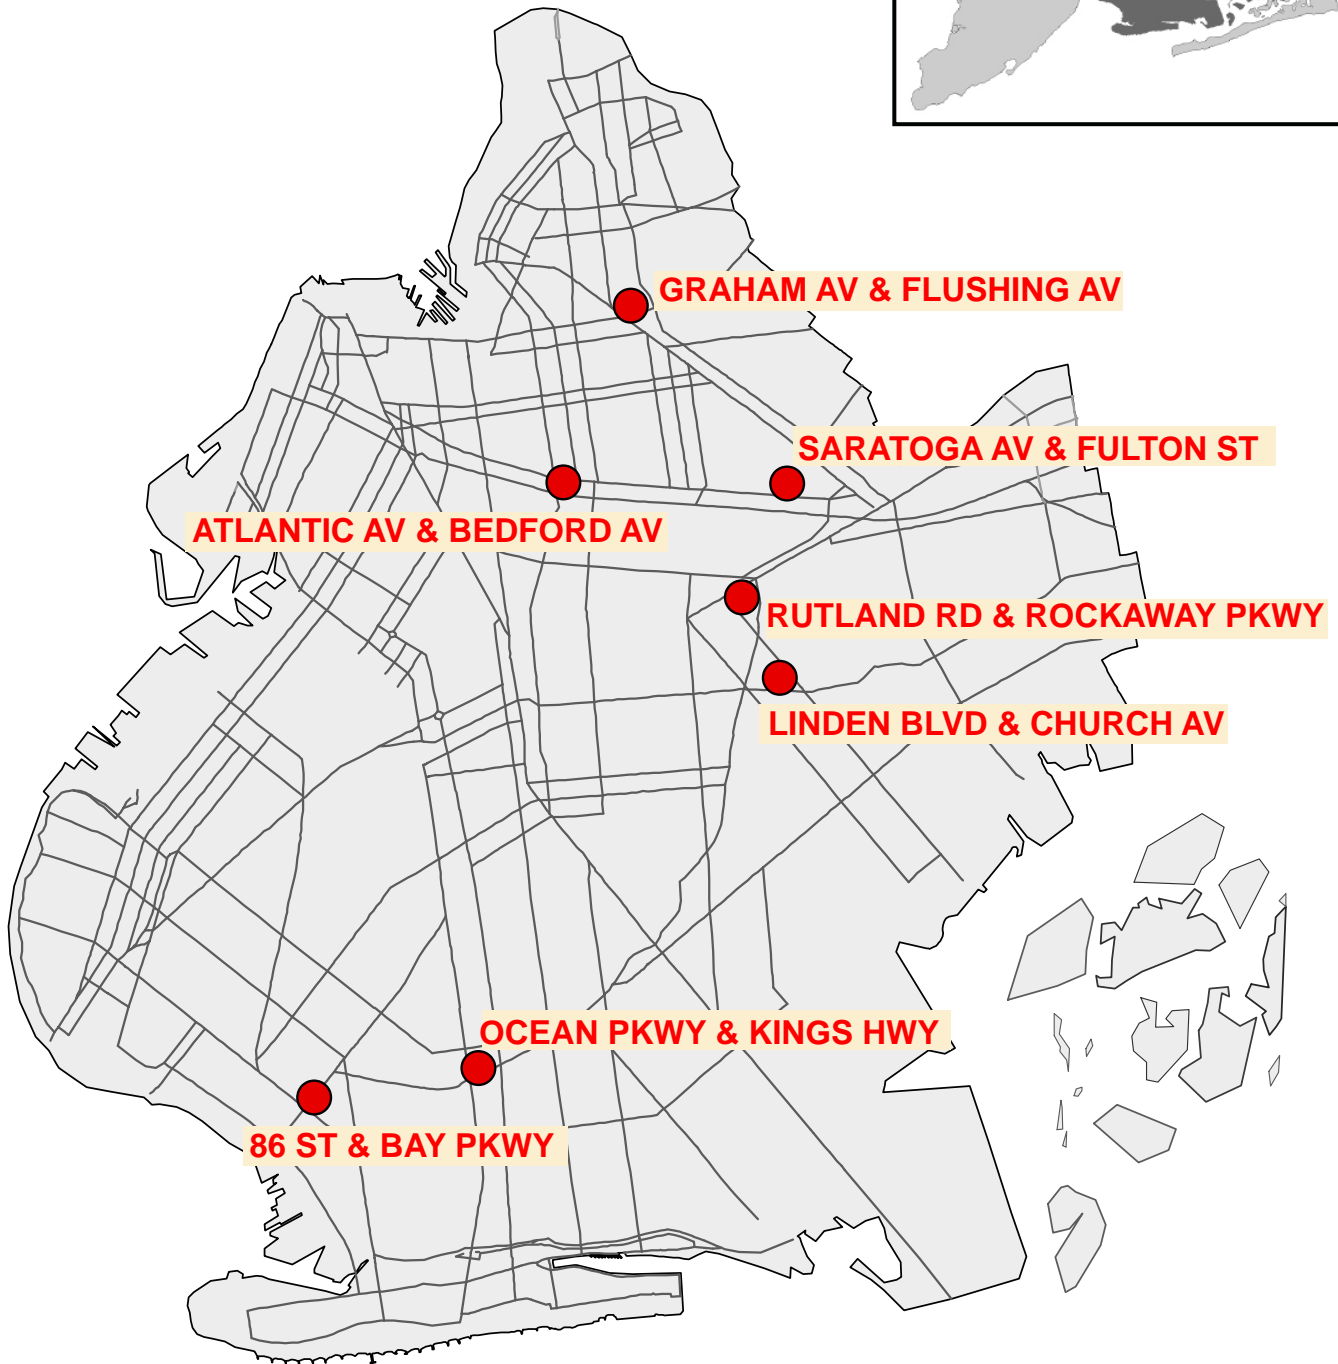 GRAHAM AV & FLUSHING AV
SARATOGA AV & FULTON ST
ATLANTIC AV & BEDFORD AV
RUTLAND RD & ROCKAWAY PKWY
LINDEN BLVD & CHURCH AV
OCEAN PKWY & KINGS HWY
86 ST & BAY PKWY